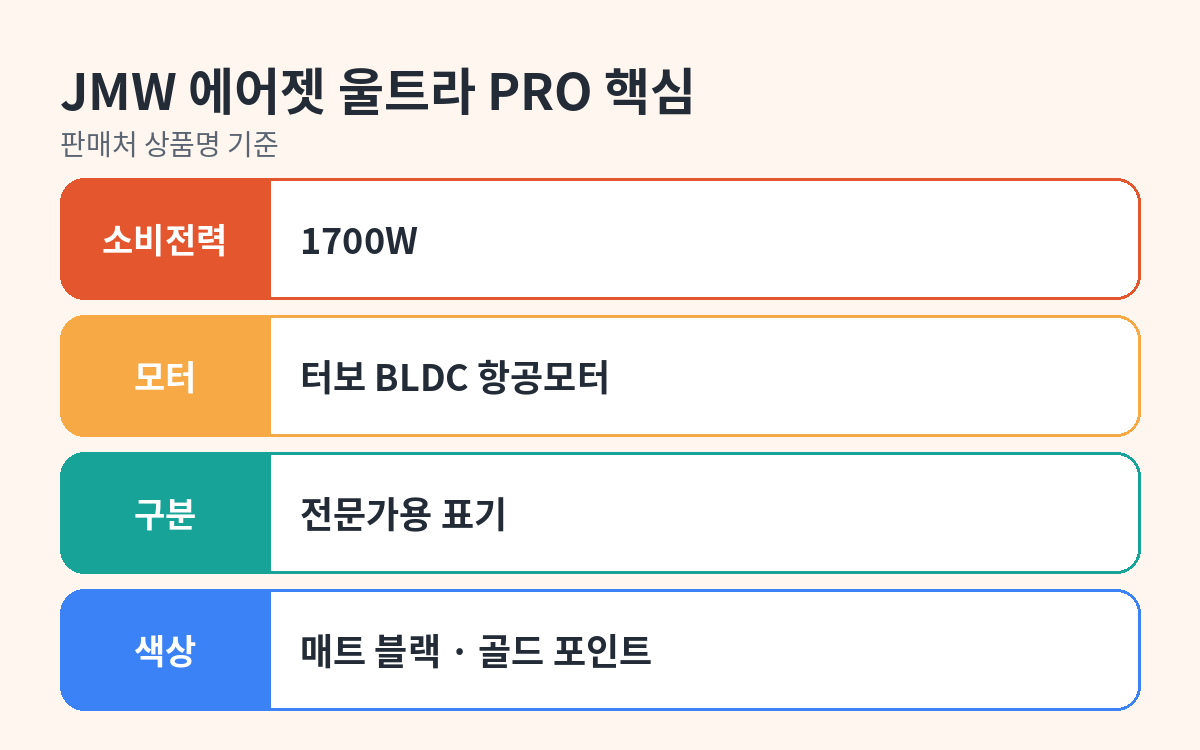 JMW 에어젯 울트라 PRO 핵심
판매처 상품명 기준
소비전력
1700W
모터
터보 BLDC 항공모터
구분
전문가용 표기
색상
매트 블랙 · 골드 포인트